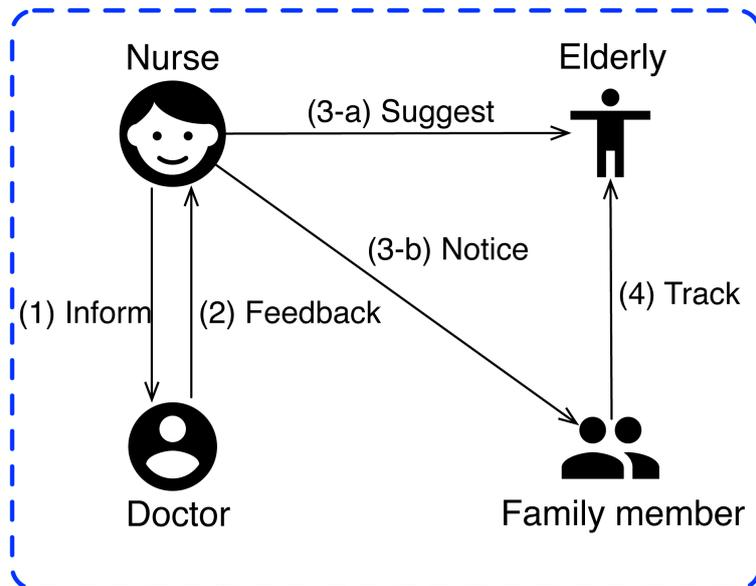 Nurse
Elderly
(3-a) Suggest
(3-b) Notice
(1) Inform
(2) Feedback
(4) Track
Doctor
Family member